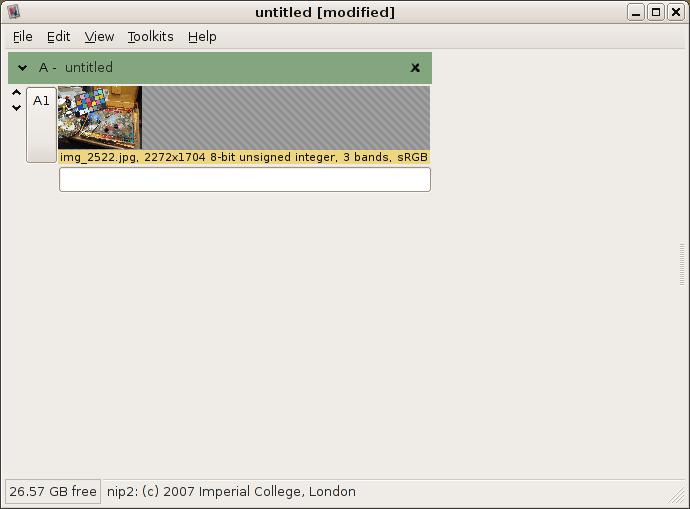 untitled [modified]
File Edit View Toolkits Help
A - untitled
A1
img_2522.jpg, 2272x1704 8-bit unsigned integer, 3 bands, sRGB
26.57 GB free nip2: (c) 2007 Imperial College, London